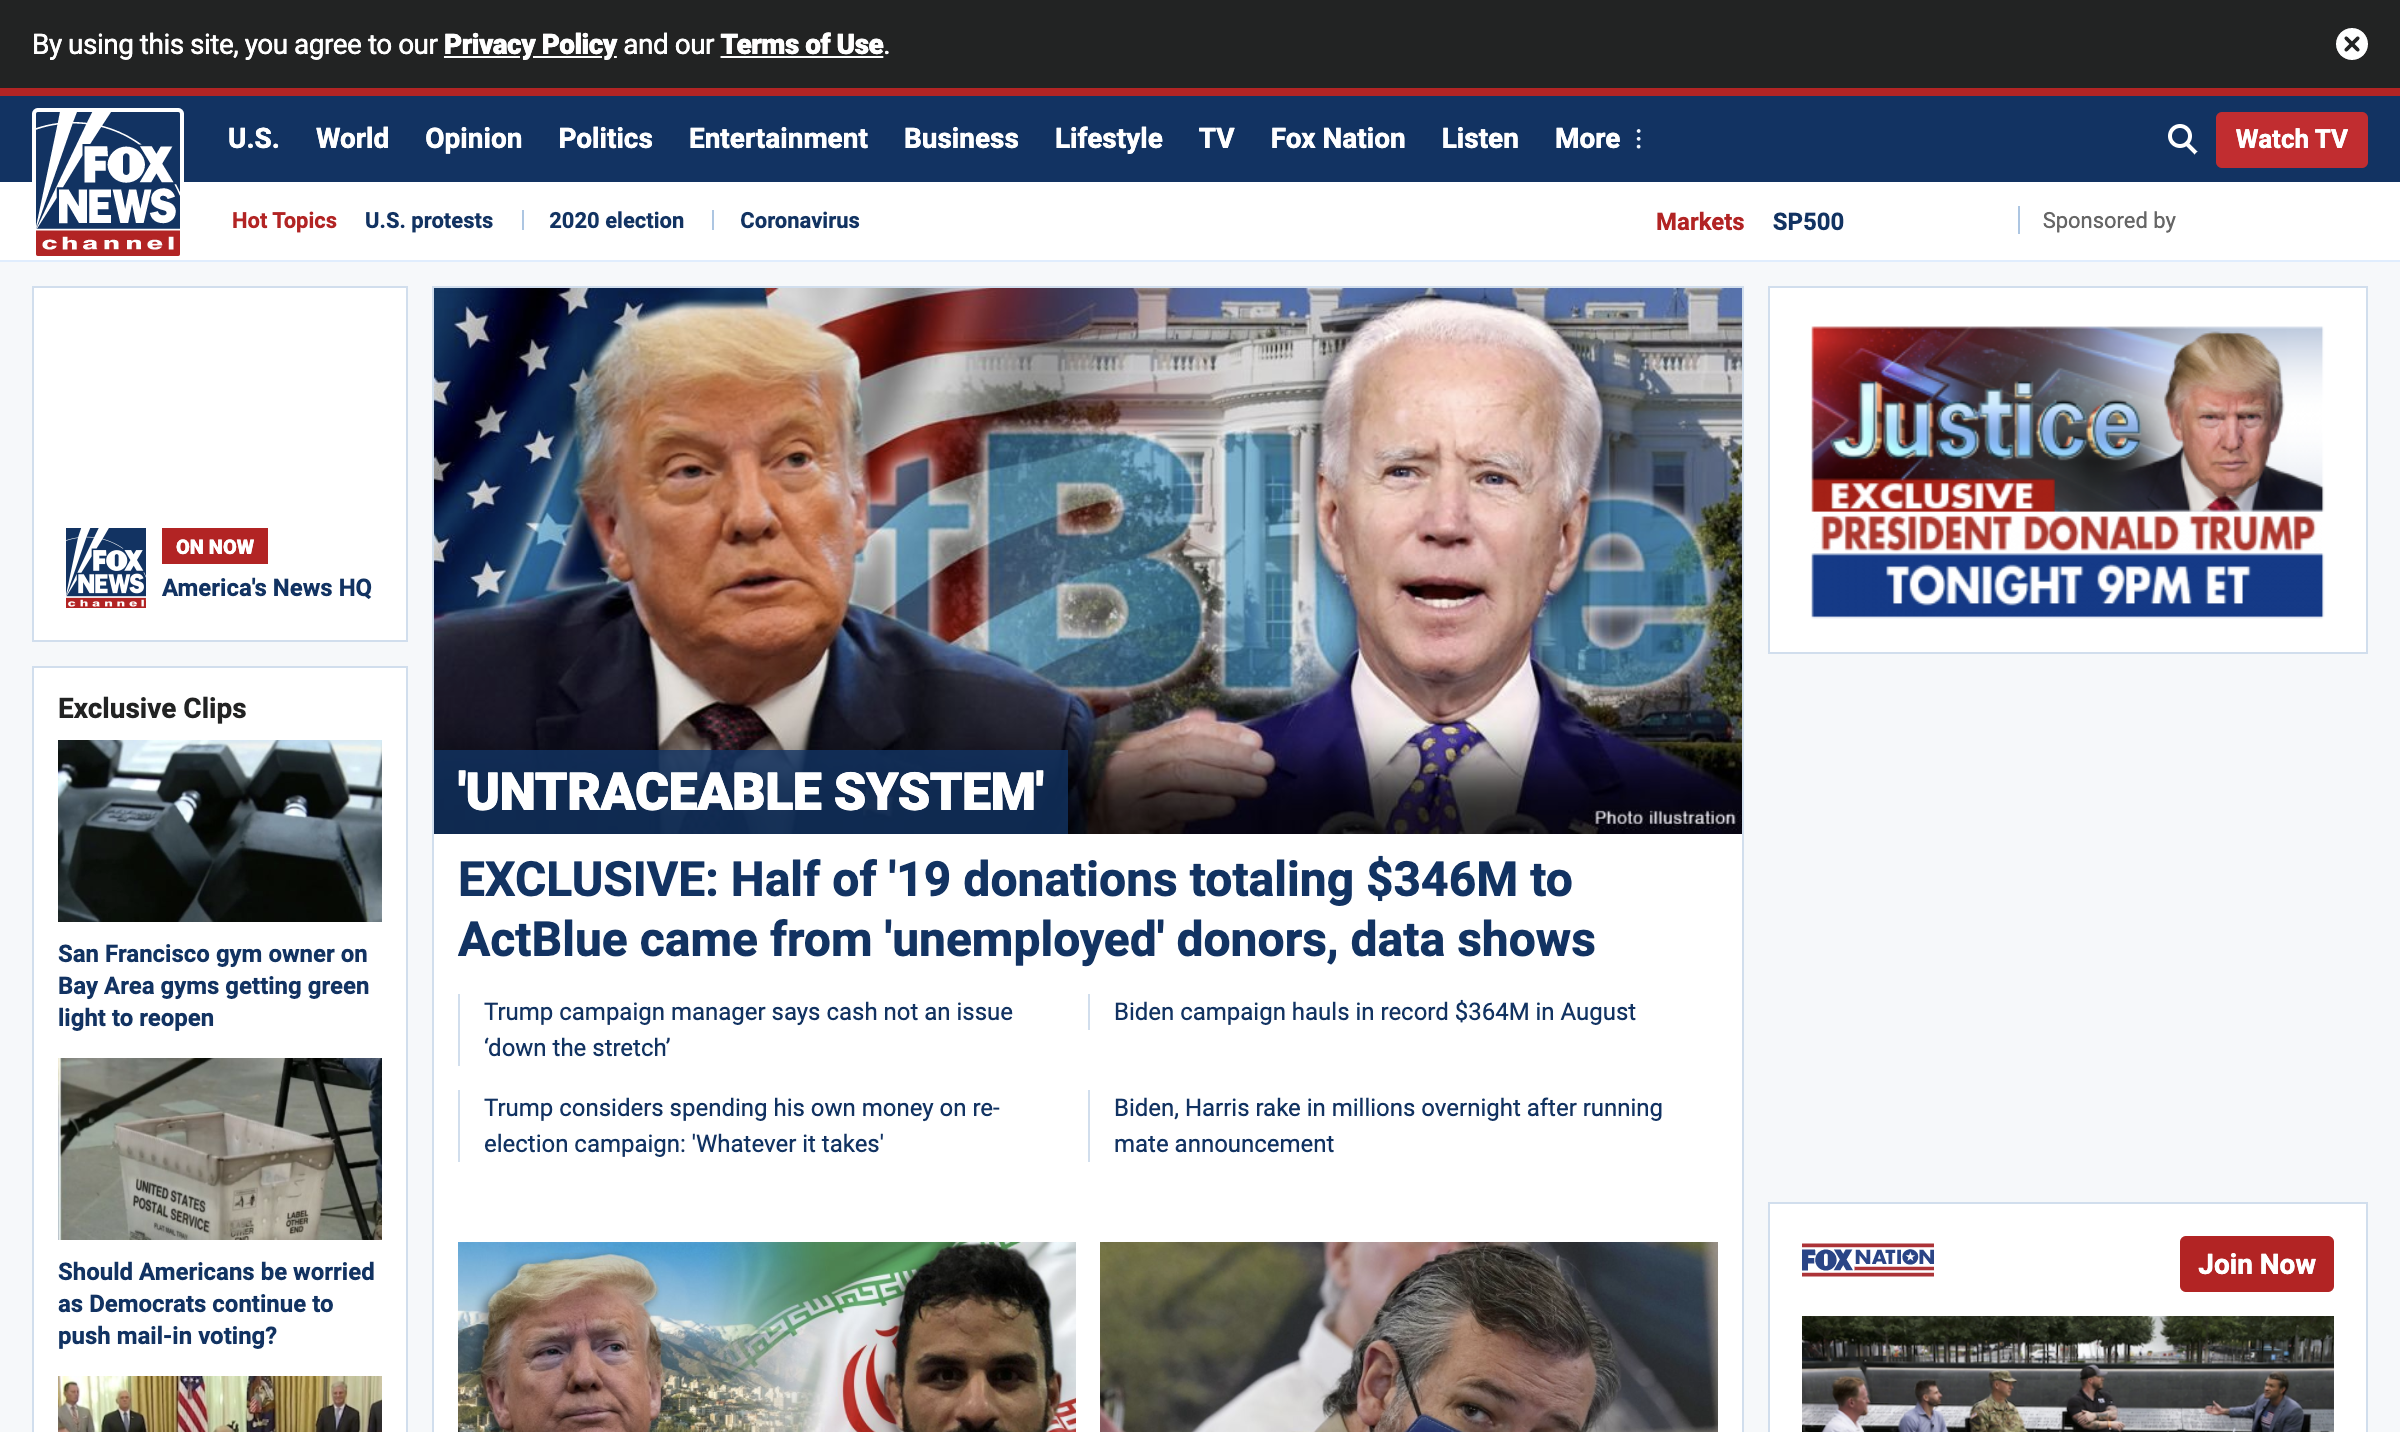 By using this site, you agree to our Privacy Policy and our Terms of Use.
FOX
NEWS
channel
U.S. World Opinion Politics Entertainment Business Lifestyle TV Fox Nation Listen More
Watch TV
Hot Topics U.S. protests 2020 election Coronavirus
Markets SP500 Sponsored by
FOX
NEWS
channel
ON NOW
America's News HQ
Exclusive Clips
San Francisco gym owner on
Bay Area gyms getting green
light to reopen
UNITED STATES
POSTAL SERVICE
LABEL
OTHER
END
Should Americans be worried
as Democrats continue to
push mail-in voting?
ActBlue
'UNTRACEABLE SYSTEM'
Photo illustration
EXCLUSIVE: Half of '19 donations totaling $346M to
ActBlue came from 'unemployed' donors, data shows
Trump campaign manager says cash not an issue
‘down the stretch’
Biden campaign hauls in record $364M in August
Trump considers spending his own money on re-
election campaign: 'Whatever it takes'
Biden, Harris rake in millions overnight after running
mate announcement
Justice
EXCLUSIVE
PRESIDENT DONALD TRUMP
TONIGHT 9PM ET
FOX NATION
Join Now